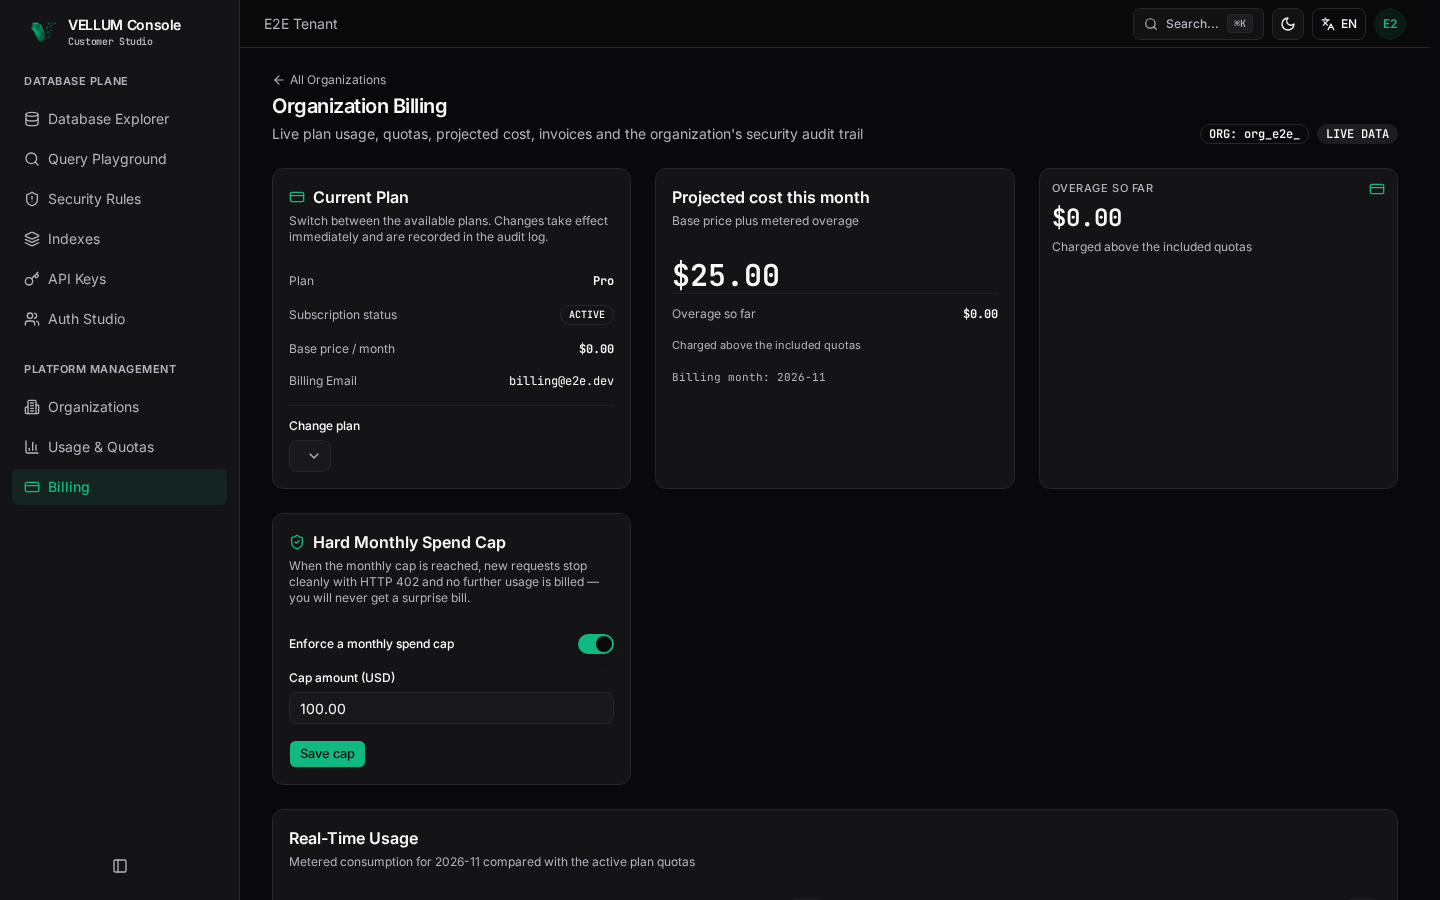 VELLUM Console
Customer Studio
E2E Tenant
Search...
⌘K
EN
E2
DATABASE PLANE
Database Explorer
Query Playground
Security Rules
Indexes
API Keys
Auth Studio
PLATFORM MANAGEMENT
Organizations
Usage & Quotas
Billing
All Organizations
Organization Billing
Live plan usage, quotas, projected cost, invoices and the organization's security audit trail
ORG: org_e2e_
LIVE DATA
Current Plan
Switch between the available plans. Changes take effect
immediately and are recorded in the audit log.
Plan
Pro
Subscription status
ACTIVE
Base price / month
$0.00
Billing Email
billing@e2e.dev
Change plan
Projected cost this month
Base price plus metered overage
$25.00
Overage so far
$0.00
Charged above the included quotas
Billing month: 2026-11
OVERAGE SO FAR
$0.00
Charged above the included quotas
Hard Monthly Spend Cap
When the monthly cap is reached, new requests stop
cleanly with HTTP 402 and no further usage is billed —
you will never get a surprise bill.
Enforce a monthly spend cap
Cap amount (USD)
100.00
Save cap
Real-Time Usage
Metered consumption for 2026-11 compared with the active plan quotas